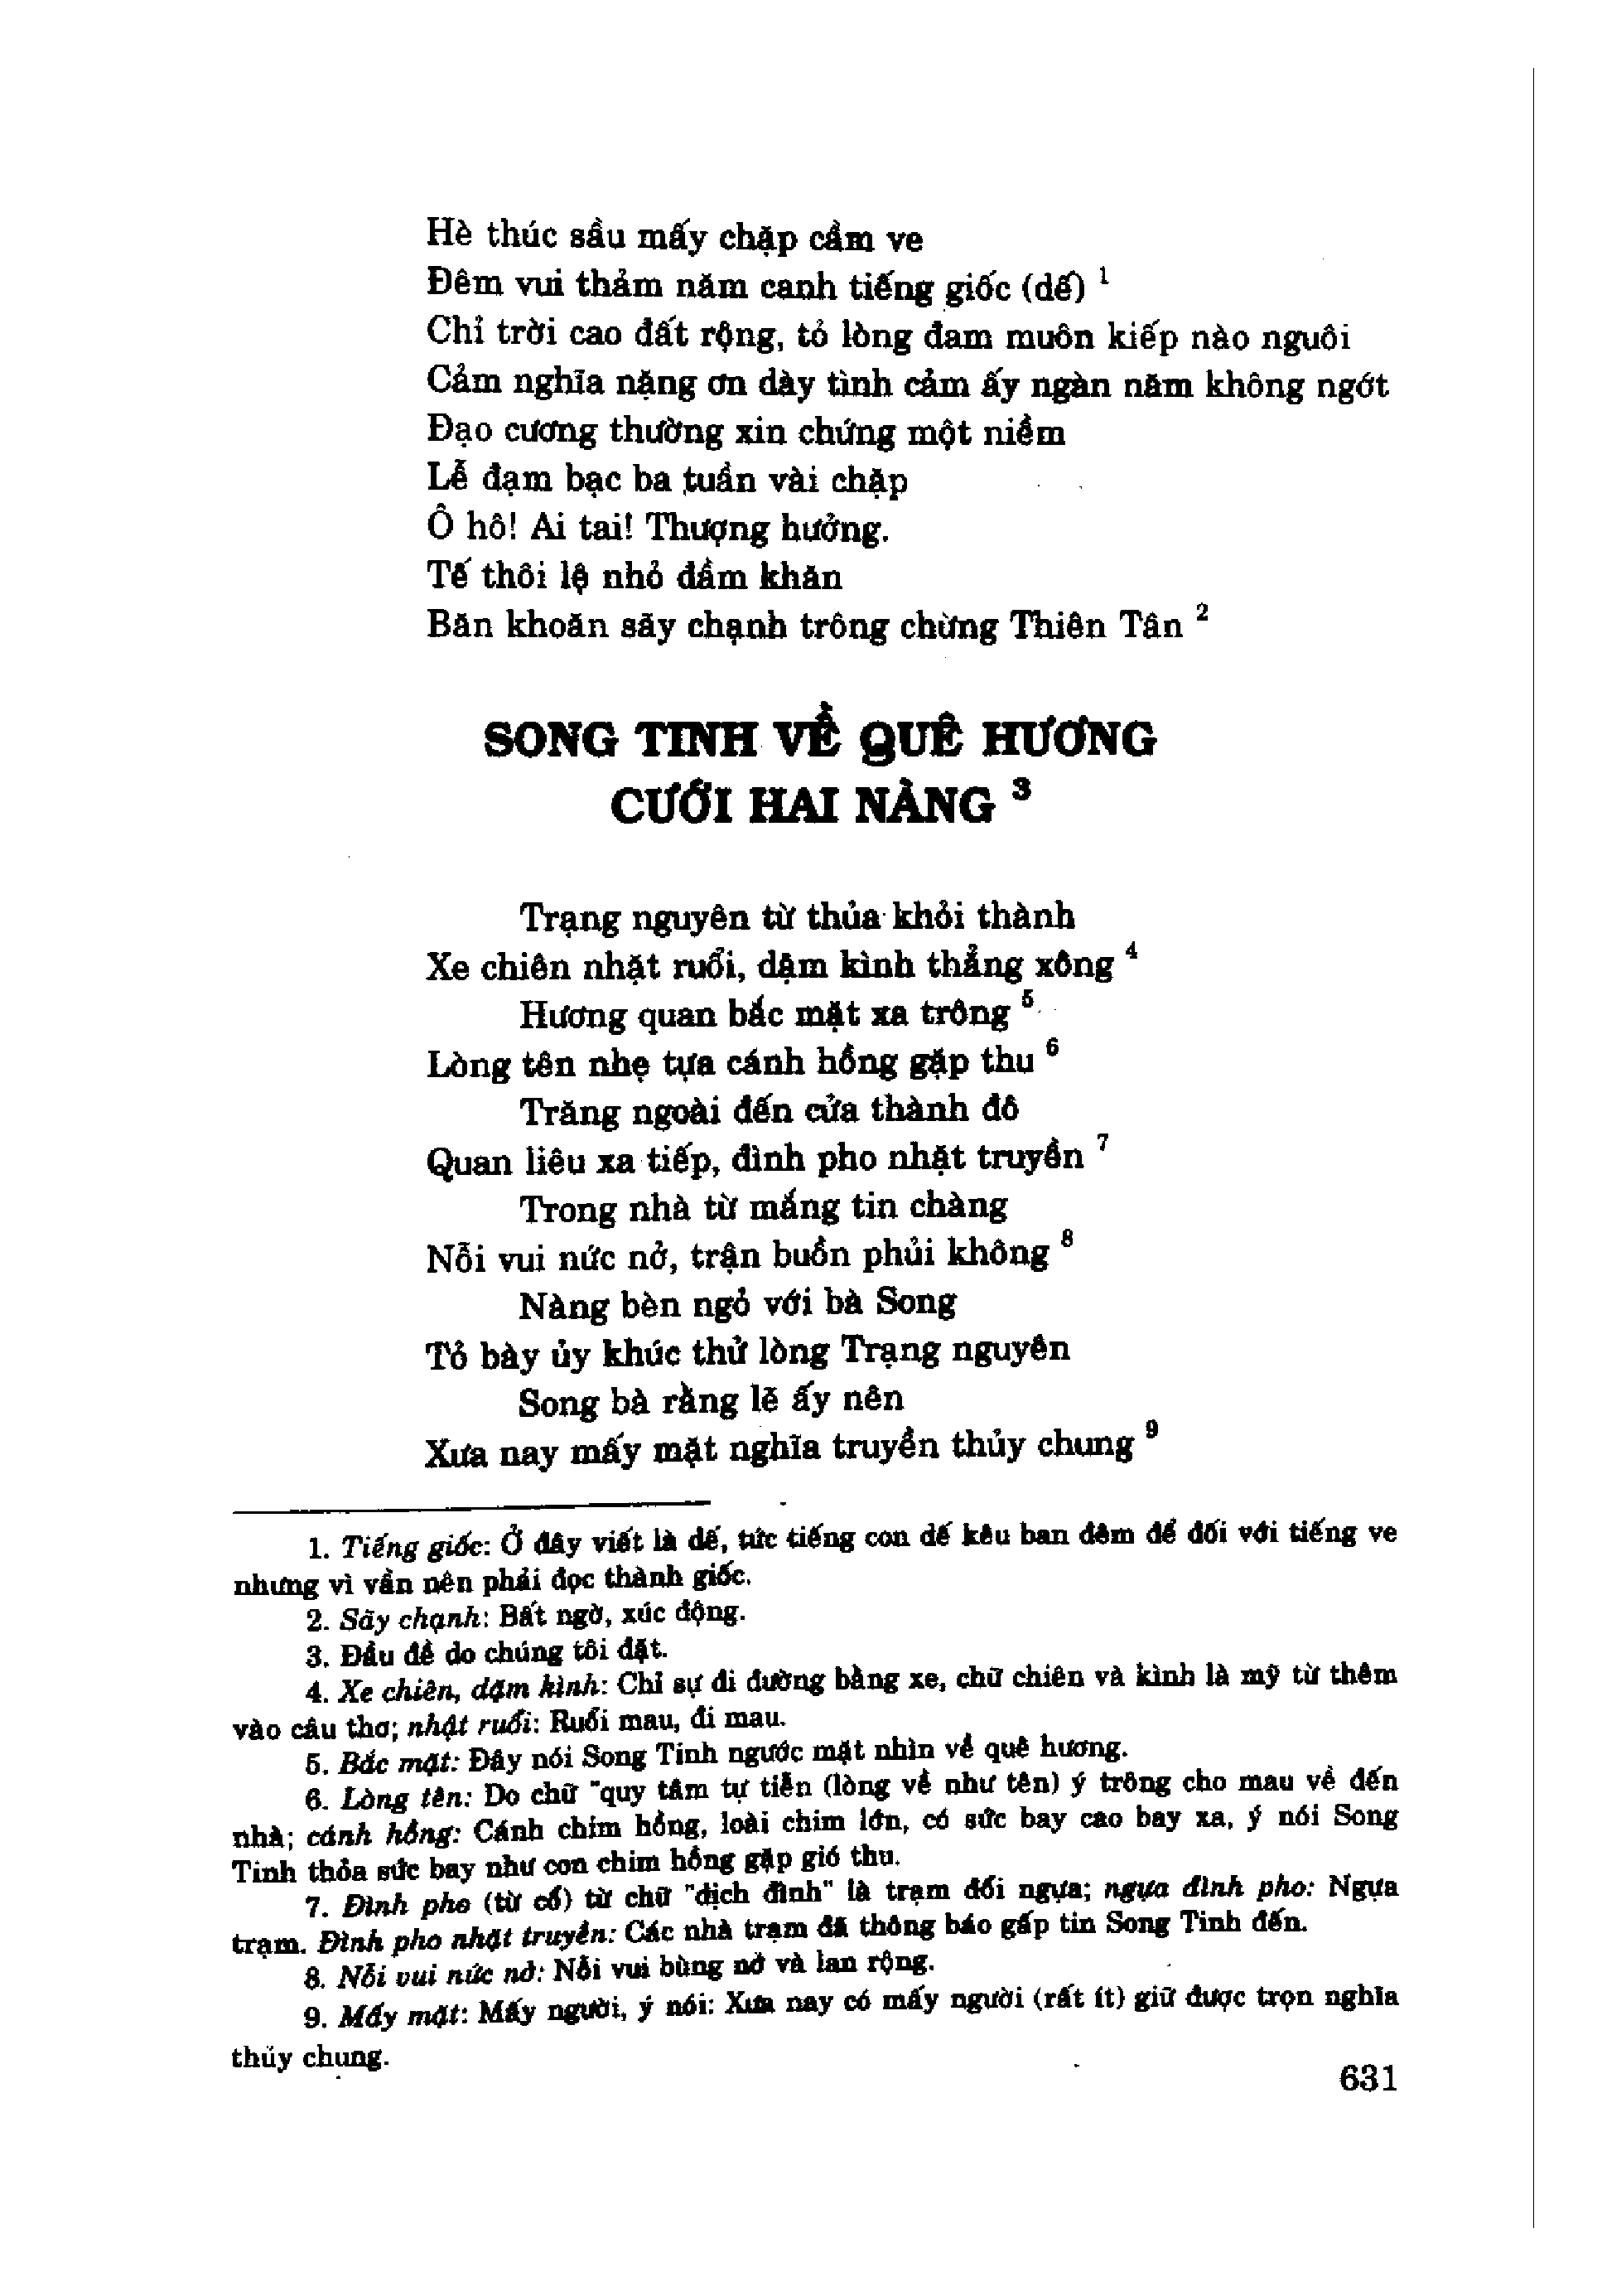 Hè thúc sầu mấy chặp cầm ve
Đêm vui thảm năm canh tiếng giốc (dế) 1
Chỉ trời cao đất rộng, tỏ lòng đam muôn kiếp nào nguôi
Cảm nghĩa nặng ơn dày tình cảm ấy ngàn năm không ngớt
Đạo cương thường xin chứng một niềm
Lễ đạm bạc ba tuần vài chặp
Ô hô! Ai tai! Thượng hưởng.
Tế thôi lệ nhỏ đầm khăn
Băn khoăn sãy chạnh trông chừng Thiên Tân 2
SONG TINH VỀ QUÊ HƯƠNG
CƯỚI HAI NÀNG 3
Trạng nguyên từ thủa khỏi thành
Xe chiên nhặt ruổi, dặm kình thẳng xông 4
Hương quan bắc mặt xa trông 5
Lòng tên nhẹ tựa cánh hồng gặp thu 6
Trăng ngoài đến cửa thành đô
Quan liêu xa tiếp, đình pho nhặt truyền 7
Trong nhà từ mắng tin chàng
Nỗi vui nức nở, trận buồn phủi không 8
Nàng bèn ngỏ với bà Song
Tỏ bày ủy khúc thử lòng Trạng nguyên
Song bà rằng lẽ ấy nên
Xưa nay mấy mặt nghĩa truyền thủy chung 9
1. Tiếng giốc: Ở đây viết là dế, tức tiếng con dế kêu ban đêm để đối với tiếng ve
nhưng vì vần nên phải đọc thành giốc.
2. Sãy chạnh: Bất ngờ, xúc động.
3. Đầu đề do chúng tôi đặt.
4. Xe chiên, dặm kình: Chỉ sự đi đường bằng xe, chữ chiên và kình là mỹ từ thêm
vào câu thơ; nhặt ruổi: Ruổi mau, đi mau.
5. Bắc mặt: Đây nói Song Tinh ngước mặt nhìn về quê hương.
6. Lòng tên: Do chữ "quy tâm tự tiễn (lòng về như tên) ý trông cho mau về đến
nhà; cánh hồng: Cánh chim hồng, loài chim lớn, có sức bay cao bay xa, ý nói Song
Tinh thỏa sức bay như con chim hồng gặp gió thu.
7. Đình pho (từ cổ) từ chữ "dịch đình" là trạm đổi ngựa; ngựa đình pho: Ngựa
trạm. Đình pho nhặt truyền: Các nhà trạm đã thông báo gấp tin Song Tinh đến.
8. Nỗi vui nức nở: Nỗi vui bùng nở và lan rộng.
9. Mấy mặt: Mấy người, ý nói: Xưa nay có mấy người (rất ít) giữ được trọn nghĩa
thủy chung.
631